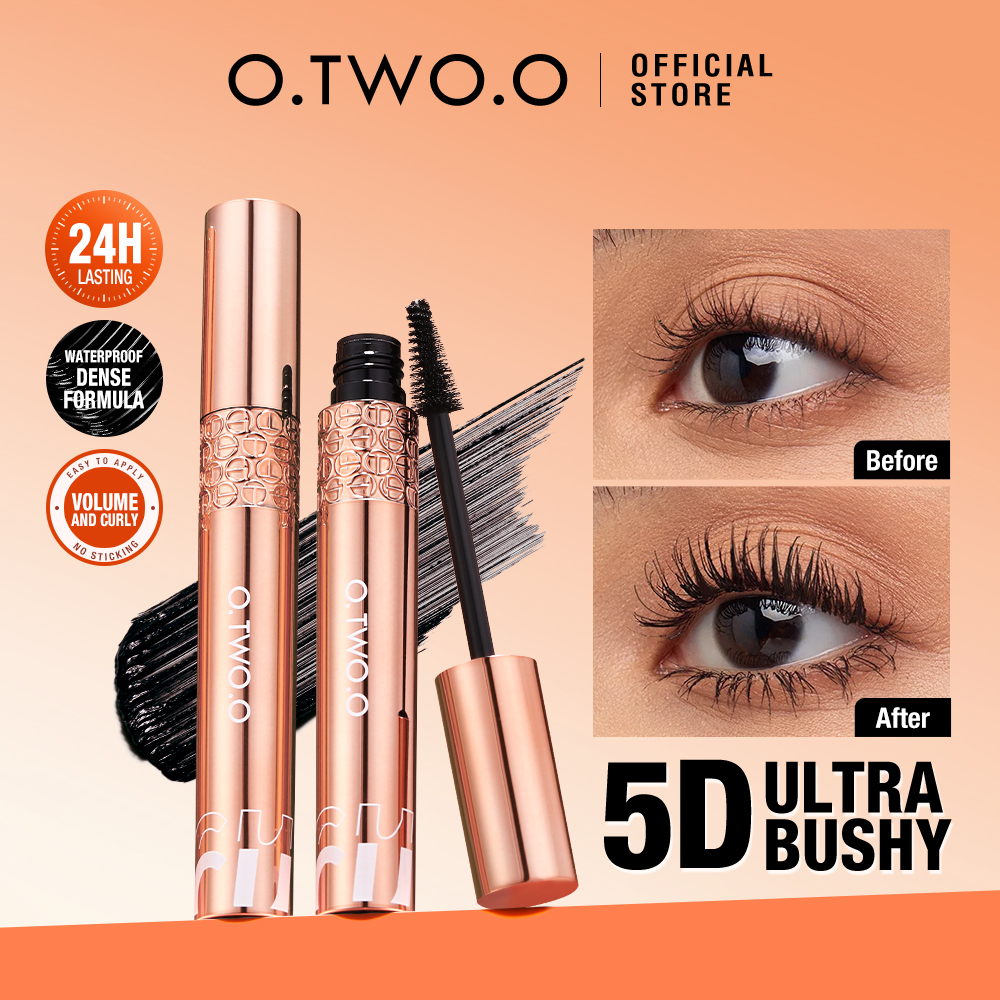 O.TWO.O
OFFICIAL
STORE
24H
LASTING
WATERPROOF
DENSE
FORMULA
EASY TO APPLY
VOLUME
AND CURLY
NO STICKING
O.TWO.O
O.TWO.O
Before
After
5D
ULTRA
BUSHY